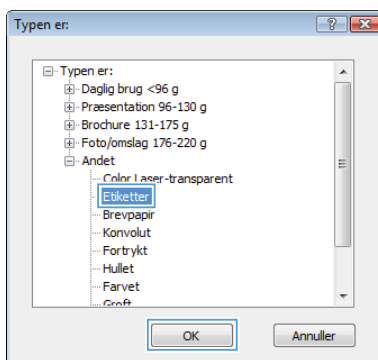 Typen er:
Typen er:
Daglig brug <96 g
Præsentation 96-130 g
Brochure 131-175 g
Foto/omslag 176-220 g
Andet
Color Laser-transparent
Etiketter
Brevpapir
Konvolut
Fortrykt
Hullet
Farvet
Groft
OK
Annuller